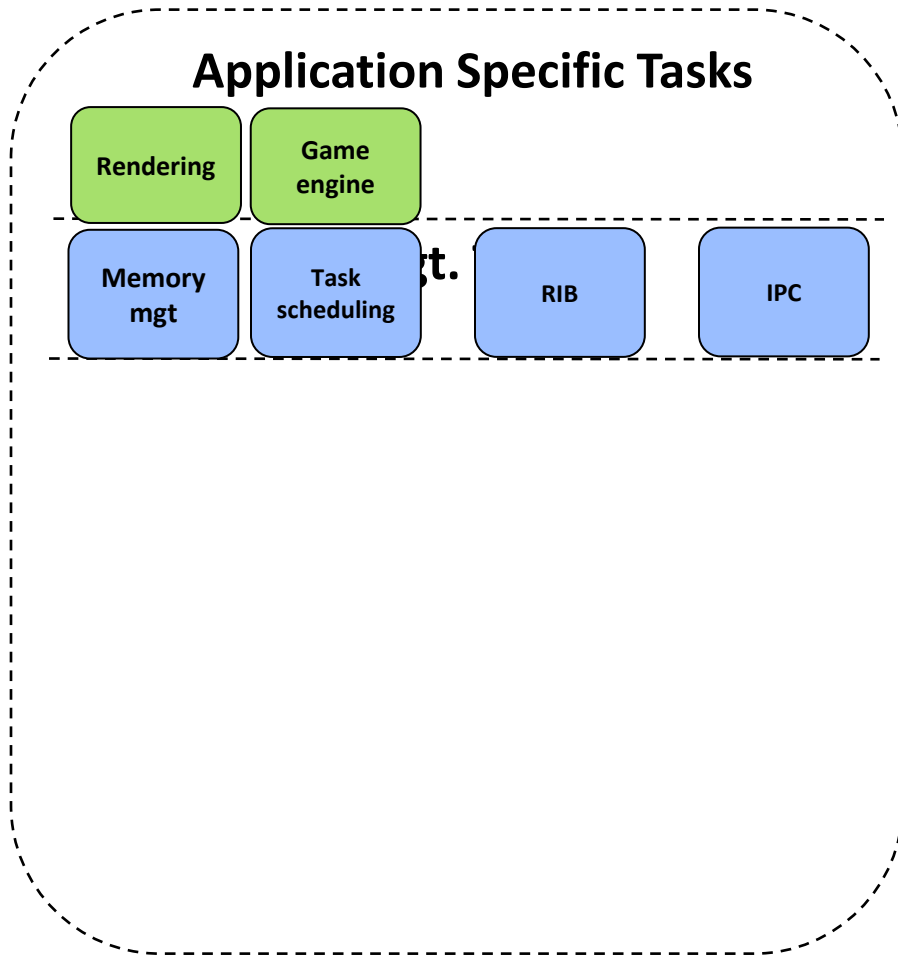 Application Specific Tasks
Rendering
Game
engine
Memory
mgt
Task
scheduling
RIB
IPC